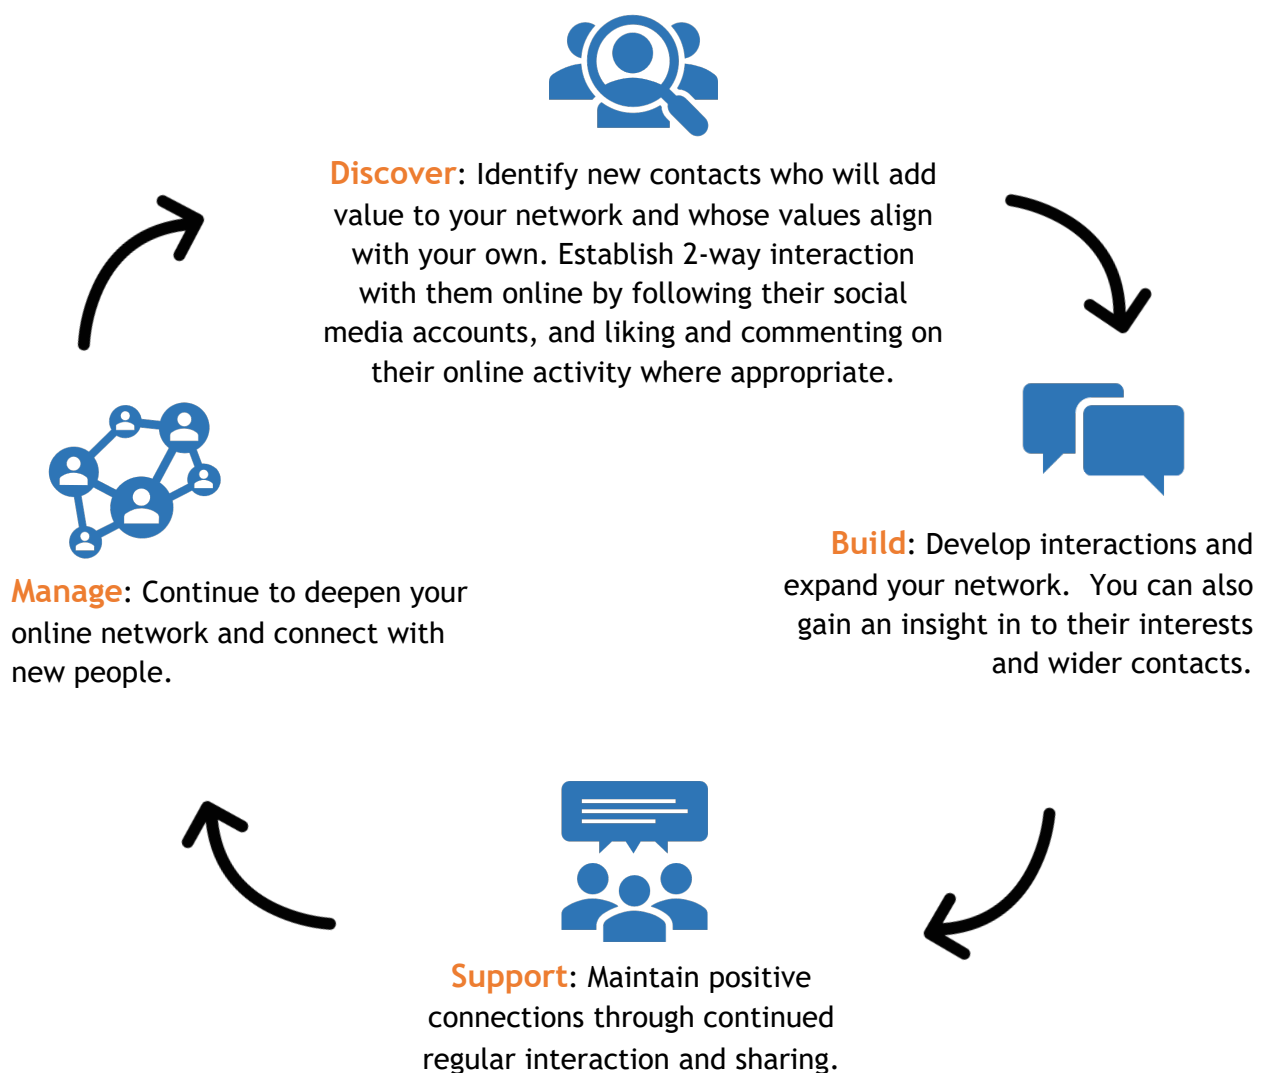 Discover: Identify new contacts who will add
value to your network and whose values align
with your own. Establish 2-way interaction
with them online by following their social
media accounts, and liking and commenting on
their online activity where appropriate.
Build: Develop interactions and
expand your network.  You can also
gain an insight in to their interests
and wider contacts.
Support: Maintain positive
connections through continued
regular interaction and sharing.
Manage: Continue to deepen your
online network and connect with
new people.